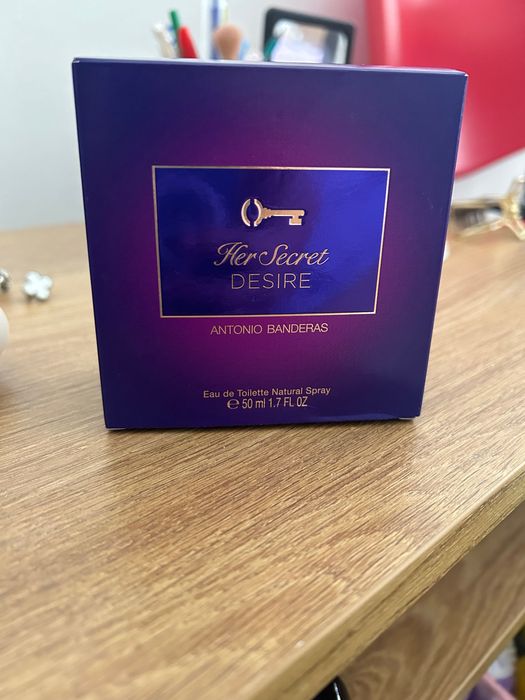 Her Secret
DESIRE
ANTONIO BANDERAS
Eau de Toilette Natural Spray
℮ 50 ml 1.7 FL OZ